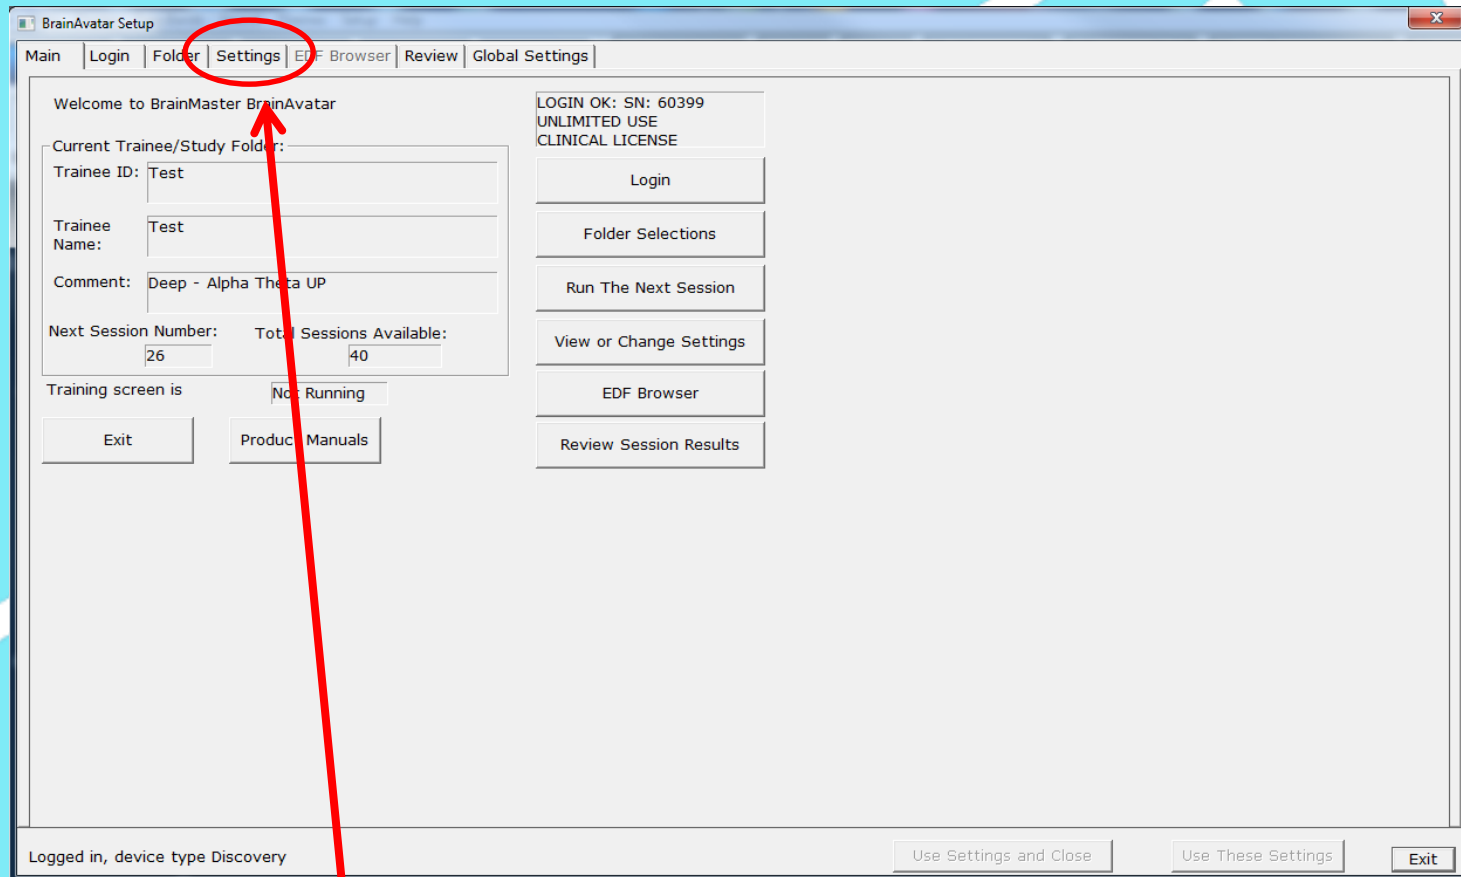 BrainAvatar Setup
Main Login Folder Settings EDF Browser Review Global Settings
Welcome to BrainMaster BrainAvatar
Current Trainee/Study Folder:
Trainee ID: Test
Trainee Name: Test
Comment: Deep - Alpha Theta UP
Next Session Number: Total Sessions Available:
26 40
Training screen is Not Running
Exit Product Manuals
LOGIN OK: SN: 60399
UNLIMITED USE
CLINICAL LICENSE
Login
Folder Selections
Run The Next Session
View or Change Settings
EDF Browser
Review Session Results
Logged in, device type Discovery
Use Settings and Close Use These Settings Exit